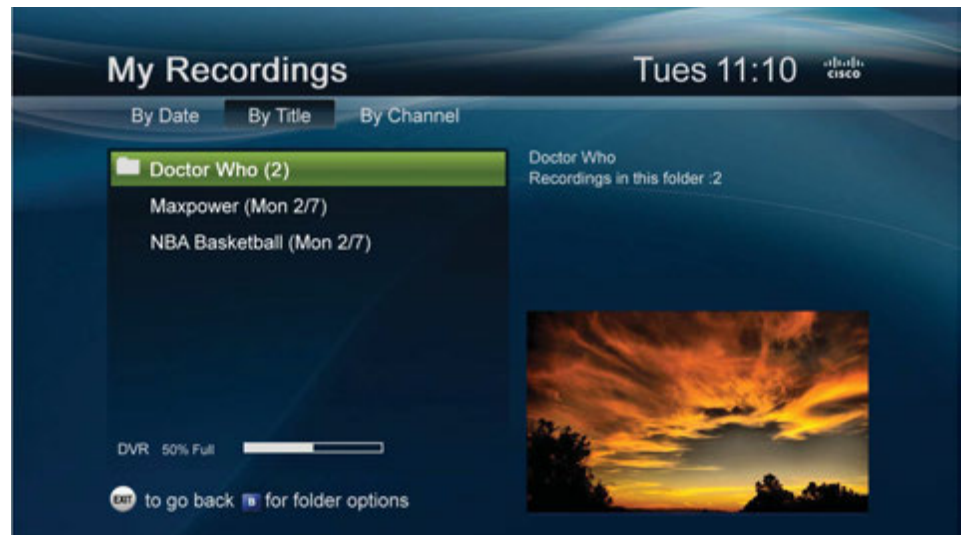 My Recordings
Tues 11:10
cisco
By Date By Title By Channel
Doctor Who (2)
Maxpower (Mon 2/7)
NBA Basketball (Mon 2/7)
Doctor Who
Recordings in this folder :2
DVR 50% Full
EXIT to go back B for folder options